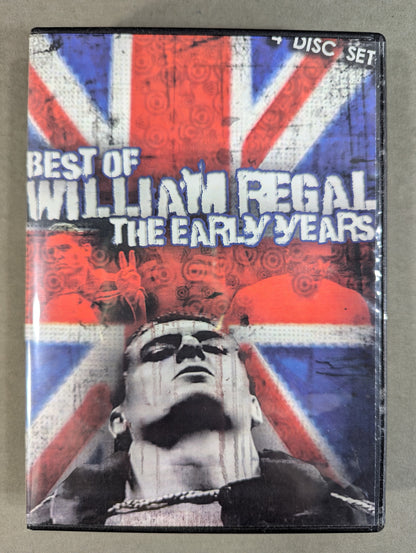 4 DISC SET
BEST OF
WILLIAM REGAL
THE EARLY YEARS